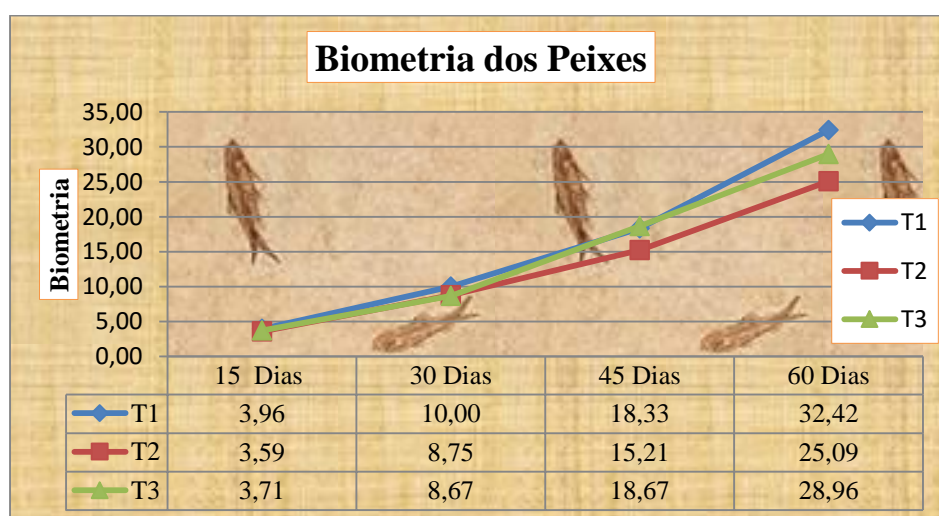 Biometria dos Peixes
35,00
30,00
25,00
20,00
15,00
10,00
5,00
0,00
Biometria
T1
T2
T3
15 Dias 30 Dias 45 Dias 60 Dias
T1 3,96 10,00 18,33 32,42
T2 3,59 8,75 15,21 25,09
T3 3,71 8,67 18,67 28,96